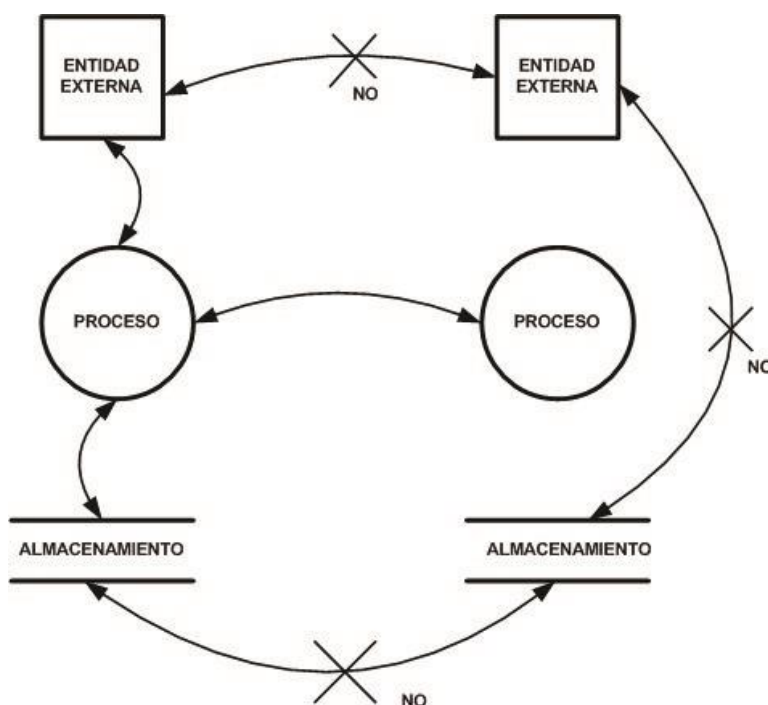 ENTIDAD
EXTERNA
ENTIDAD
EXTERNA
NO
PROCESO
PROCESO
NO
ALMACENAMIENTO
ALMACENAMIENTO
NO